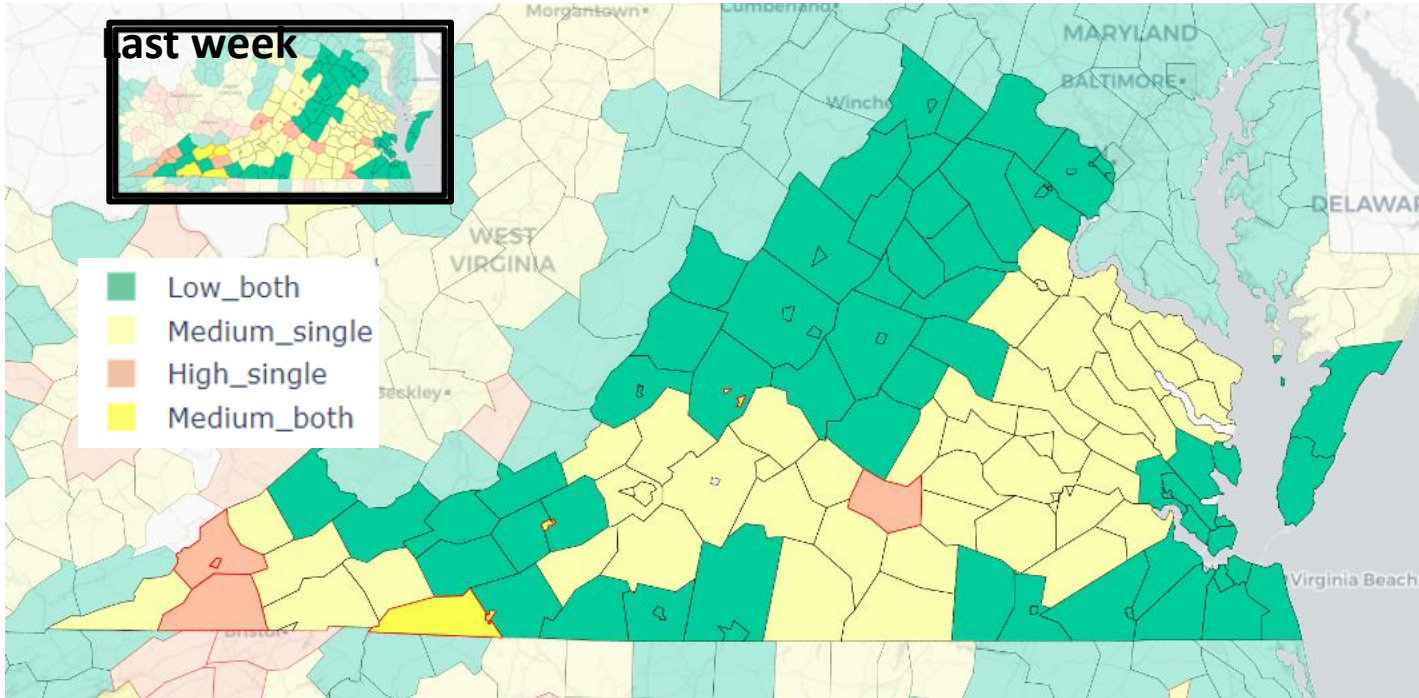 Morgantown
Cumberland
Last week
MARYLAND
BALTIMORE
Winche
DELAWAR
WEST
VIRGINIA
Low_both
Medium_single
High_single
Medium_both
Beckley
Virginia Beach
Bristol